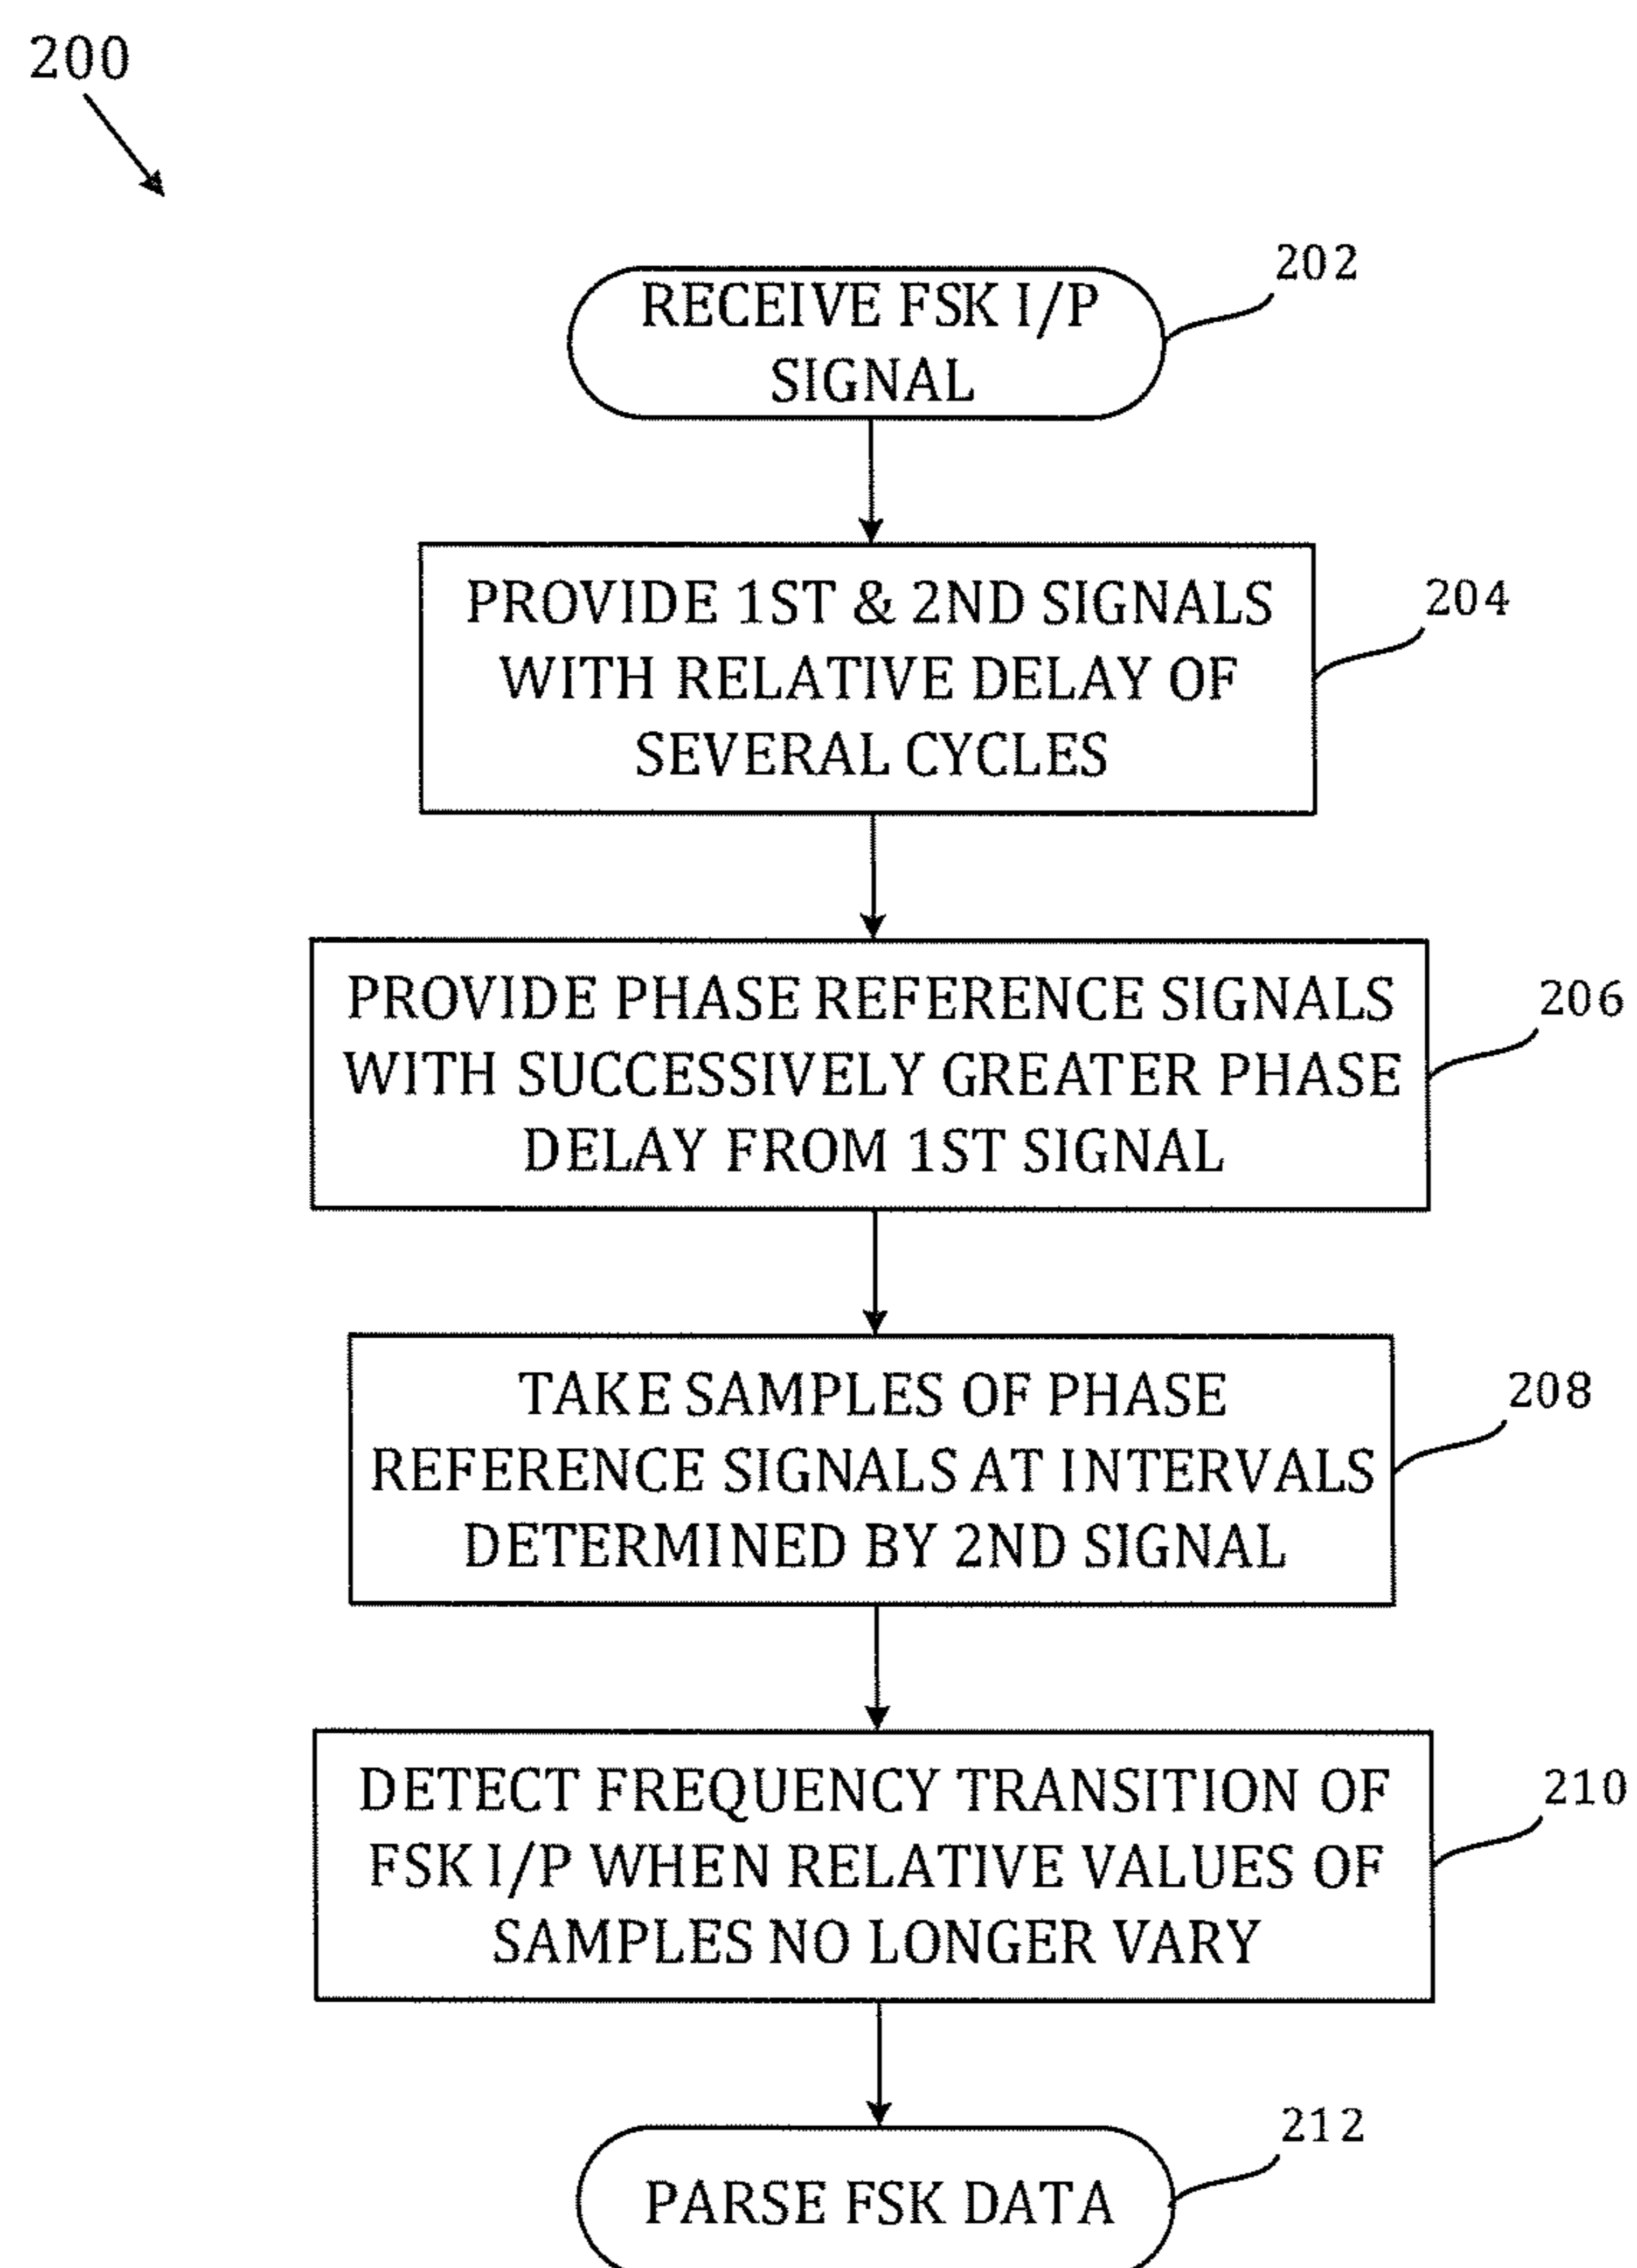 200
RECEIVE FSK I/P
SIGNAL
202
PROVIDE 1ST & 2ND SIGNALS
WITH RELATIVE DELAY OF
SEVERAL CYCLES
204
PROVIDE PHASE REFERENCE SIGNALS
WITH SUCCESSIVELY GREATER PHASE
DELAY FROM 1ST SIGNAL
206
TAKE SAMPLES OF PHASE
REFERENCE SIGNALS AT INTERVALS
DETERMINED BY 2ND SIGNAL
208
DETECT FREQUENCY TRANSITION OF
FSK I/P WHEN RELATIVE VALUES OF
SAMPLES NO LONGER VARY
210
PARSE FSK DATA
212